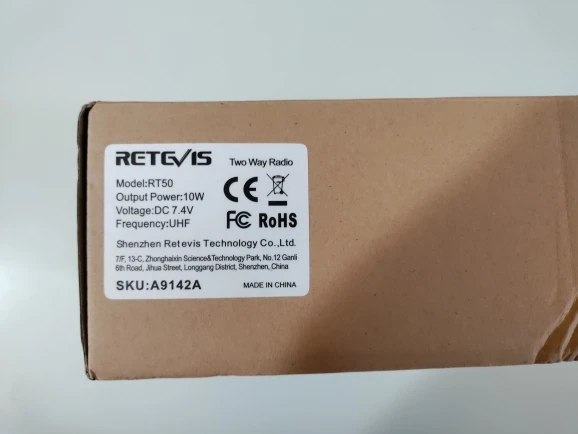 RETEVIS Two Way Radio
Model:RT50
Output Power:10W
Voltage:DC 7.4V
Frequency:UHF
CE
FC RoHS
Shenzhen Retevis Technology Co.,Ltd.
7/F, 13-C, Zhonghaixin Science&Technology Park, No.12 Ganli
6th Road, Jihua Street, Longgang District, Shenzhen, China
SKU:A9142A MADE IN CHINA